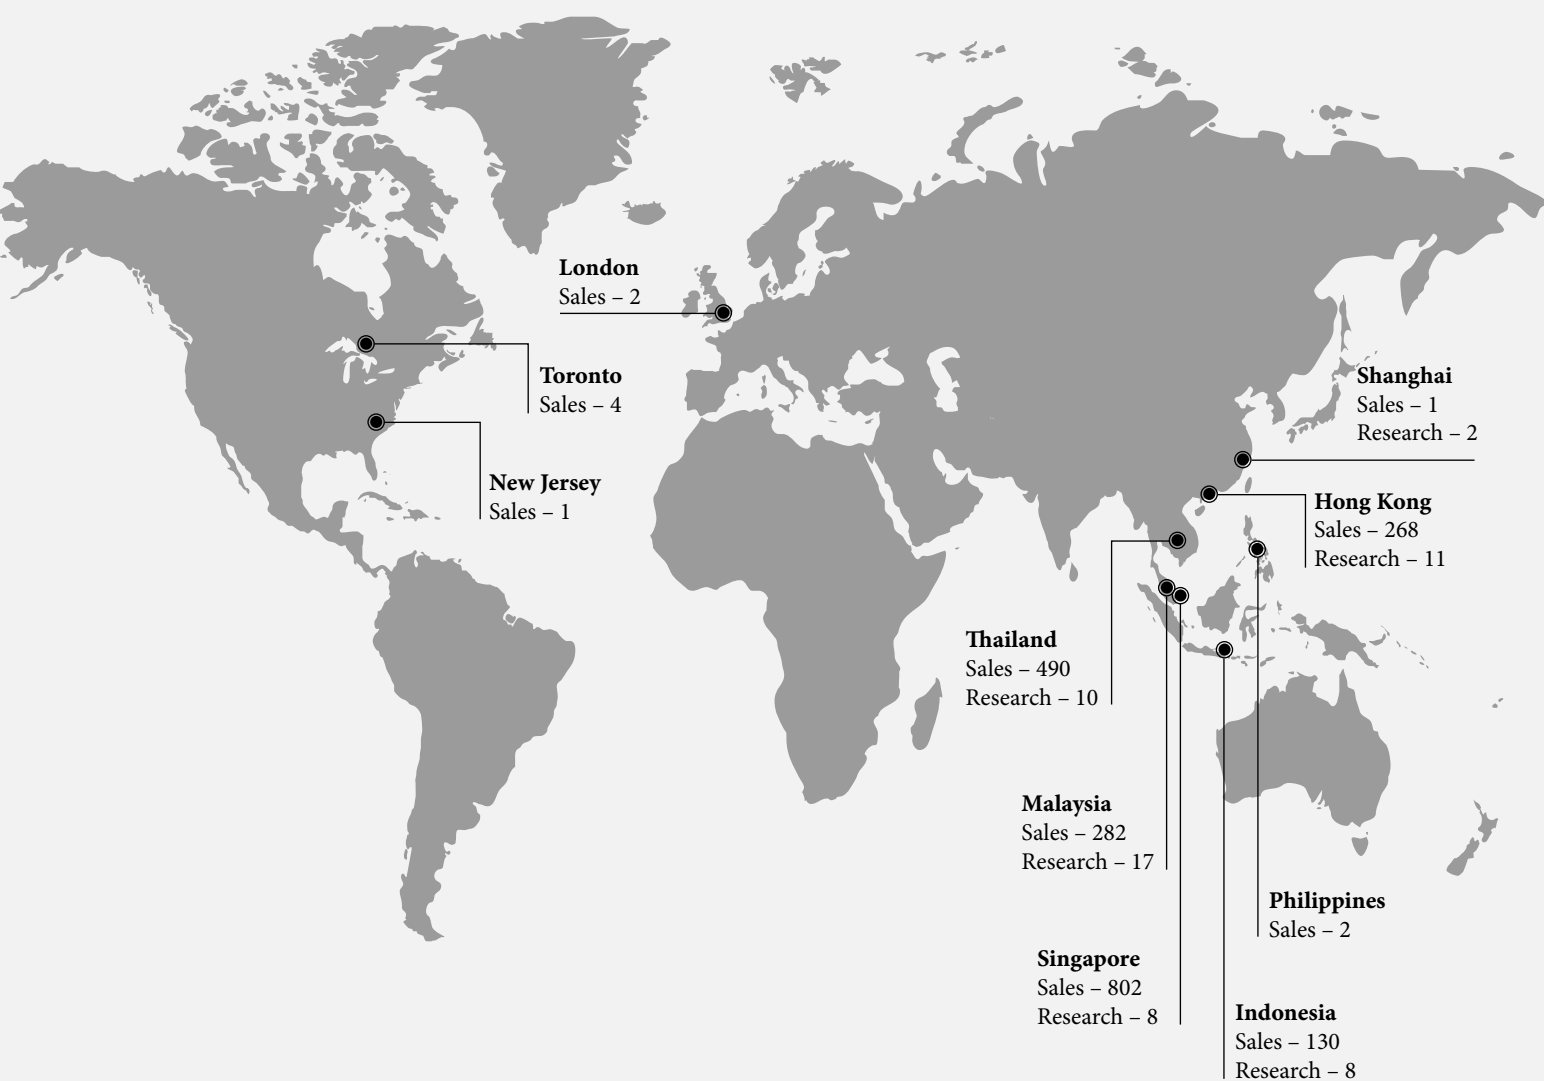 London
Sales – 2
Toronto
Sales – 4
New Jersey
Sales – 1
Shanghai
Sales – 1
Research – 2
Hong Kong
Sales – 268
Research – 11
Thailand
Sales – 490
Research – 10
Malaysia
Sales – 282
Research – 17
Philippines
Sales – 2
Singapore
Sales – 802
Research – 8
Indonesia
Sales – 130
Research – 8